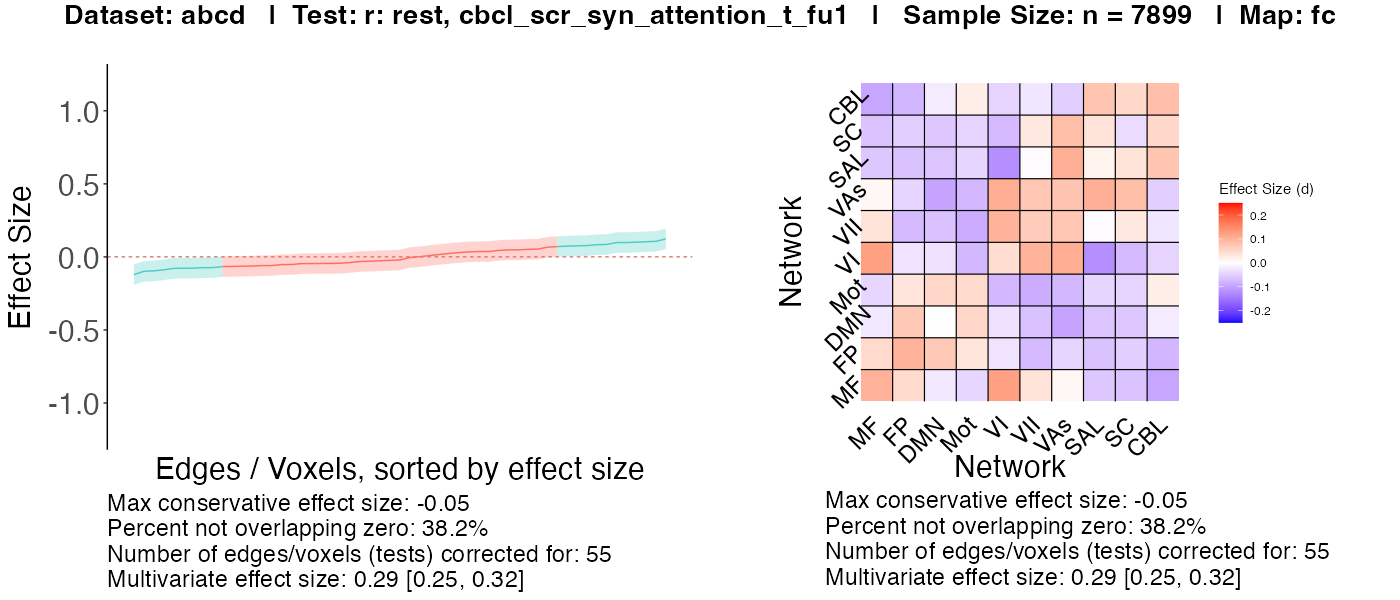 Dataset: abcd | Test: r: rest, cbcl_scr_syn_attention_t_fu1 | Sample Size: n = 7899 | Map: fc
Effect Size
1.0
0.5
0.0
-0.5
-1.0
Edges / Voxels, sorted by effect size
Max conservative effect size: -0.05
Percent not overlapping zero: 38.2%
Number of edges/voxels (tests) corrected for: 55
Multivariate effect size: 0.29 [0.25, 0.32]
Network
CBL
SC
SAL
VAs
VII
VI
Mot
DMN
FP
MF
MF
FP
DMN
Mot
VI
VII
VAs
SAL
SC
CBL
Network
Effect Size (d)
0.2
0.1
0.0
-0.1
-0.2
Max conservative effect size: -0.05
Percent not overlapping zero: 38.2%
Number of edges/voxels (tests) corrected for: 55
Multivariate effect size: 0.29 [0.25, 0.32]